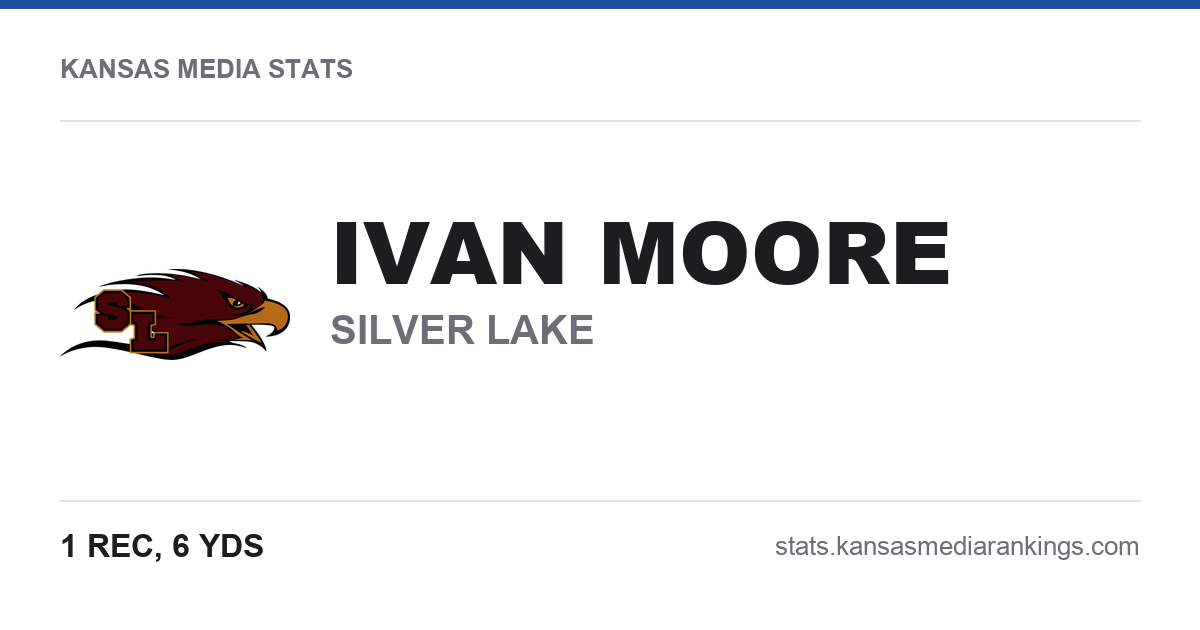 KANSAS MEDIA STATS
IVAN MOORE
SILVER LAKE
SL
1 REC, 6 YDS
stats.kansasmediarankings.com